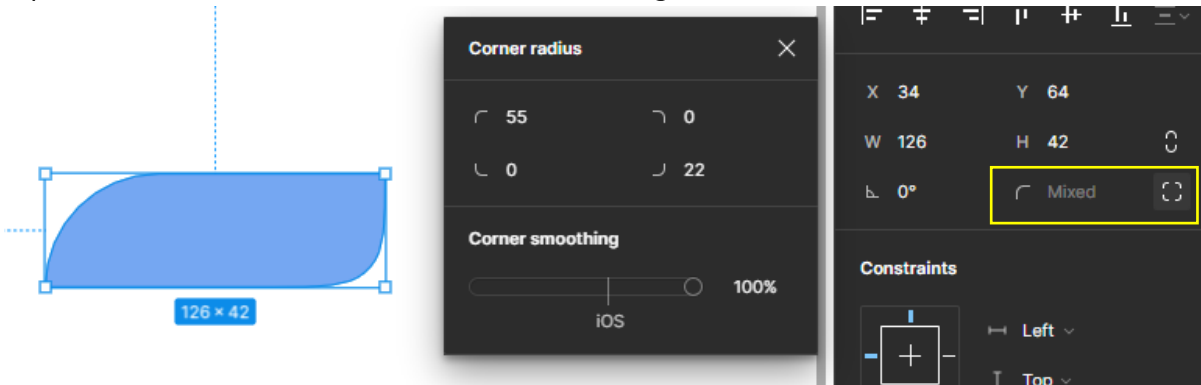 126 × 42
Corner radius
55
0
0
22
Corner smoothing
100%
iOS
X 34
Y 64
W 126
H 42
0°
Mixed
Constraints
Left
Top